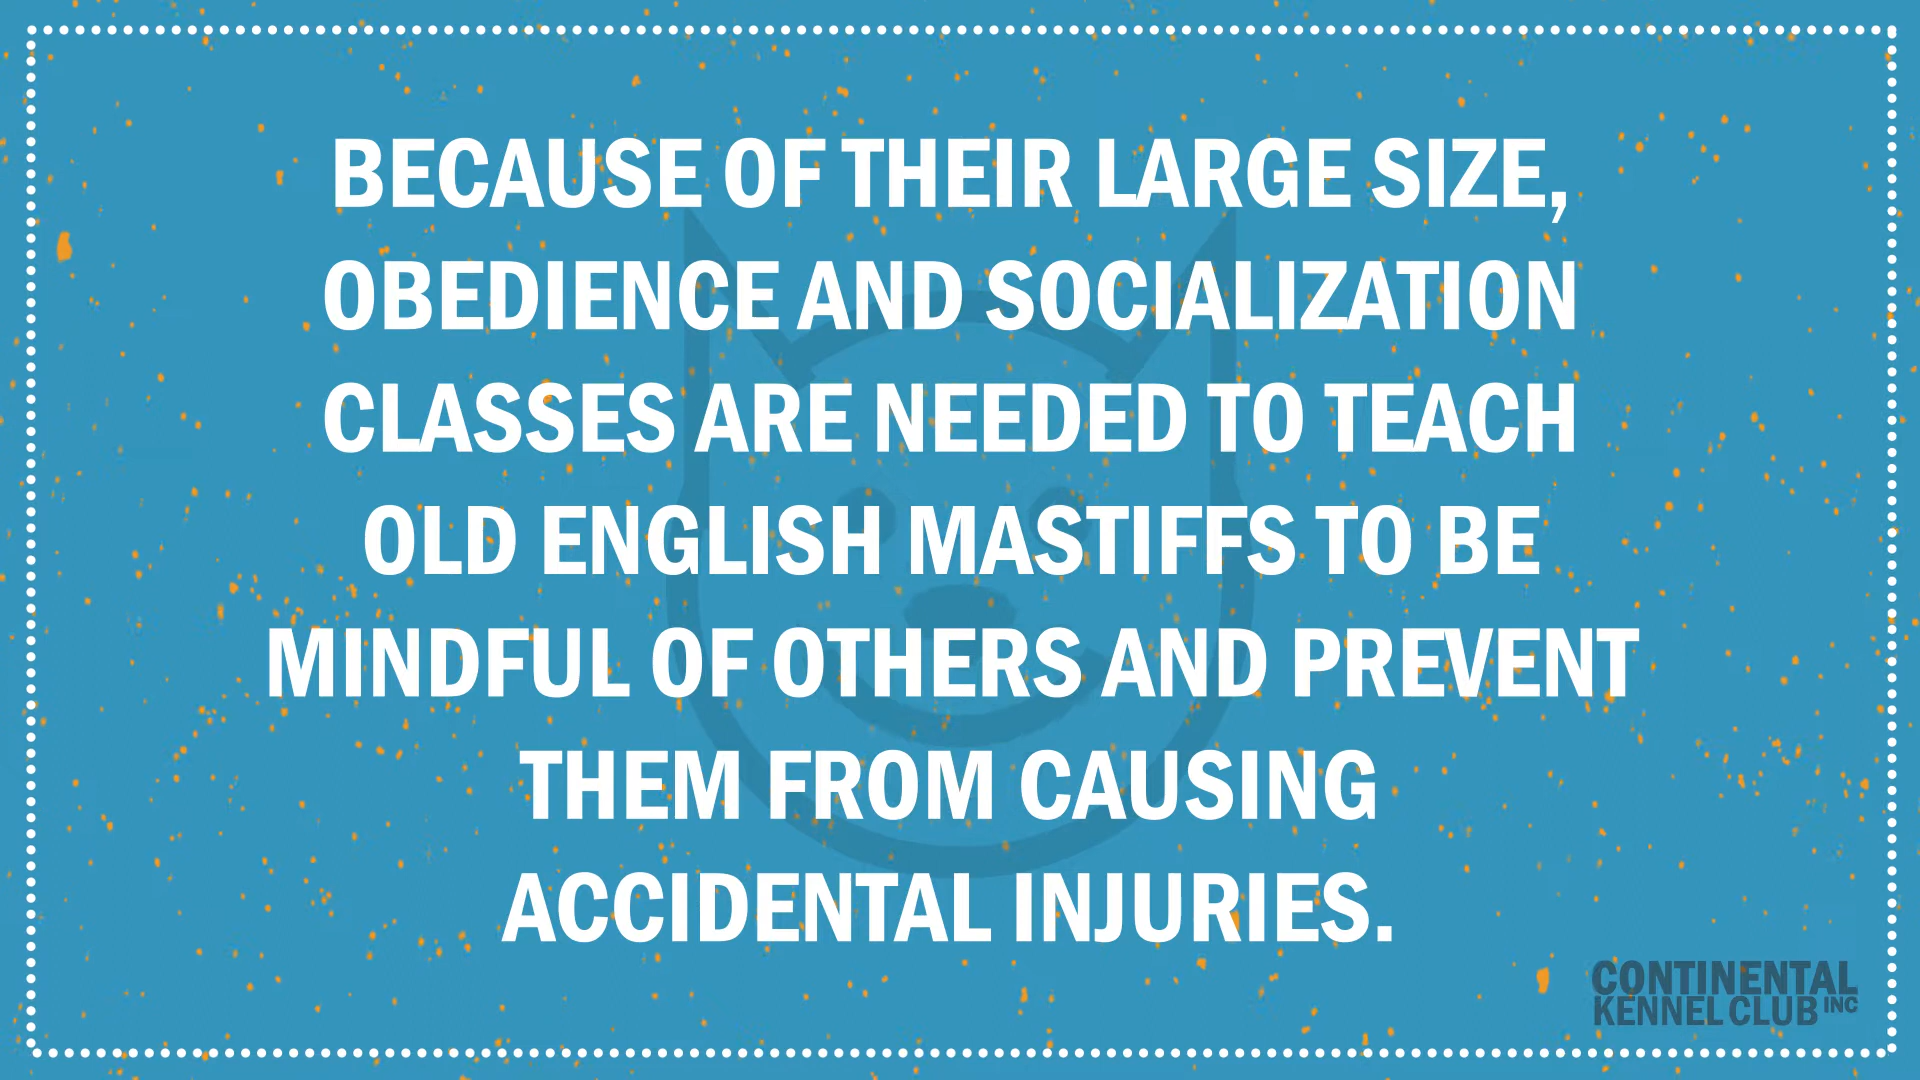 BECAUSE OF THEIR LARGE SIZE,
OBEDIENCE AND SOCIALIZATION
CLASSES ARE NEEDED TO TEACH
OLD ENGLISH MASTIFFS TO BE
MINDFUL OF OTHERS AND PREVENT
THEM FROM CAUSING
ACCIDENTAL INJURIES.
CONTINENTAL
KENNEL CLUB INC